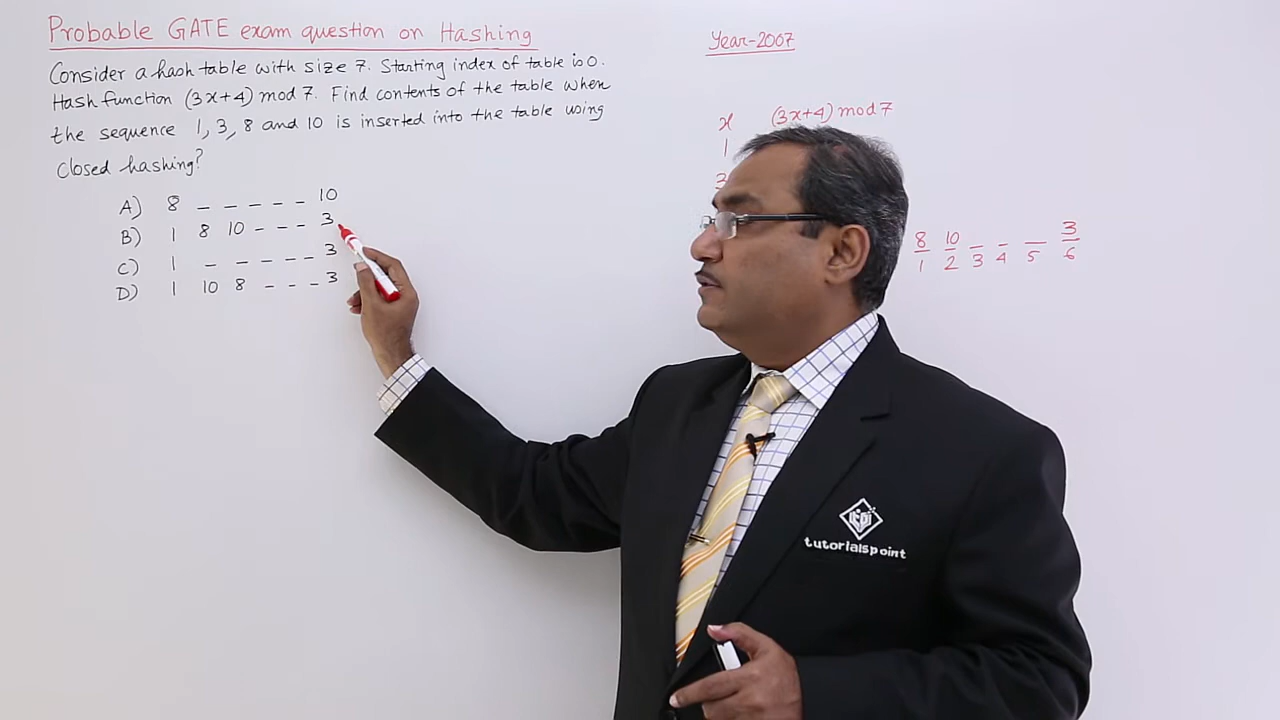 Probable GATE exam question on Hashing
Consider a hash table with size 7. Starting index of table is 0.
Hash function (3x+4) mod 7. Find contents of the table when
the sequence 1, 3, 8 and 10 is inserted into the table using
closed hashing?
A) 8 _ _ _ _ _ 10
B) 1 8 10 _ _ _ 3
C) 1 _ _ _ _ _ 3
D) 1 10 8 _ _ _ 3
Year-2007
x (3x+4) mod 7
1
3
8 10 _ _ _ 3
1 2 3 4 5 6
tutorialspoint